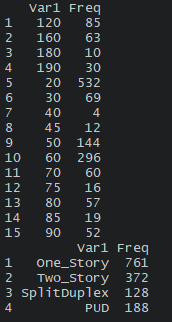 Var1 Freq
1 120 85
2 160 63
3 180 10
4 190 30
5 20 532
6 30 69
7 40 4
8 45 12
9 50 144
10 60 296
11 70 60
12 75 16
13 80 57
14 85 19
15 90 52
Var1 Freq
1 One_Story 761
2 Two_Story 372
3 SplitDuplex 128
4 PUD 188